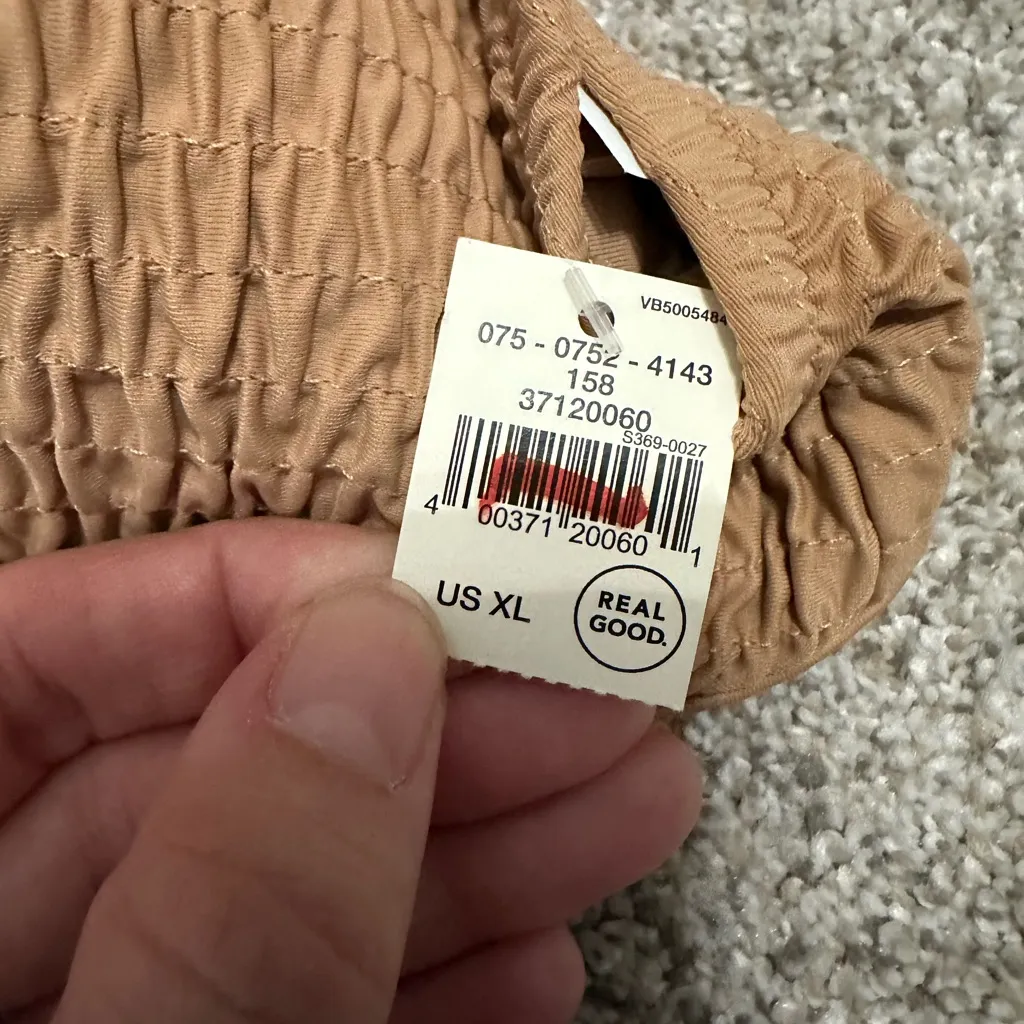 VB5005484
075 - 0752 - 4143
158
37120060
S369-0027
4 00371 20060 1
US XL
REAL
GOOD.